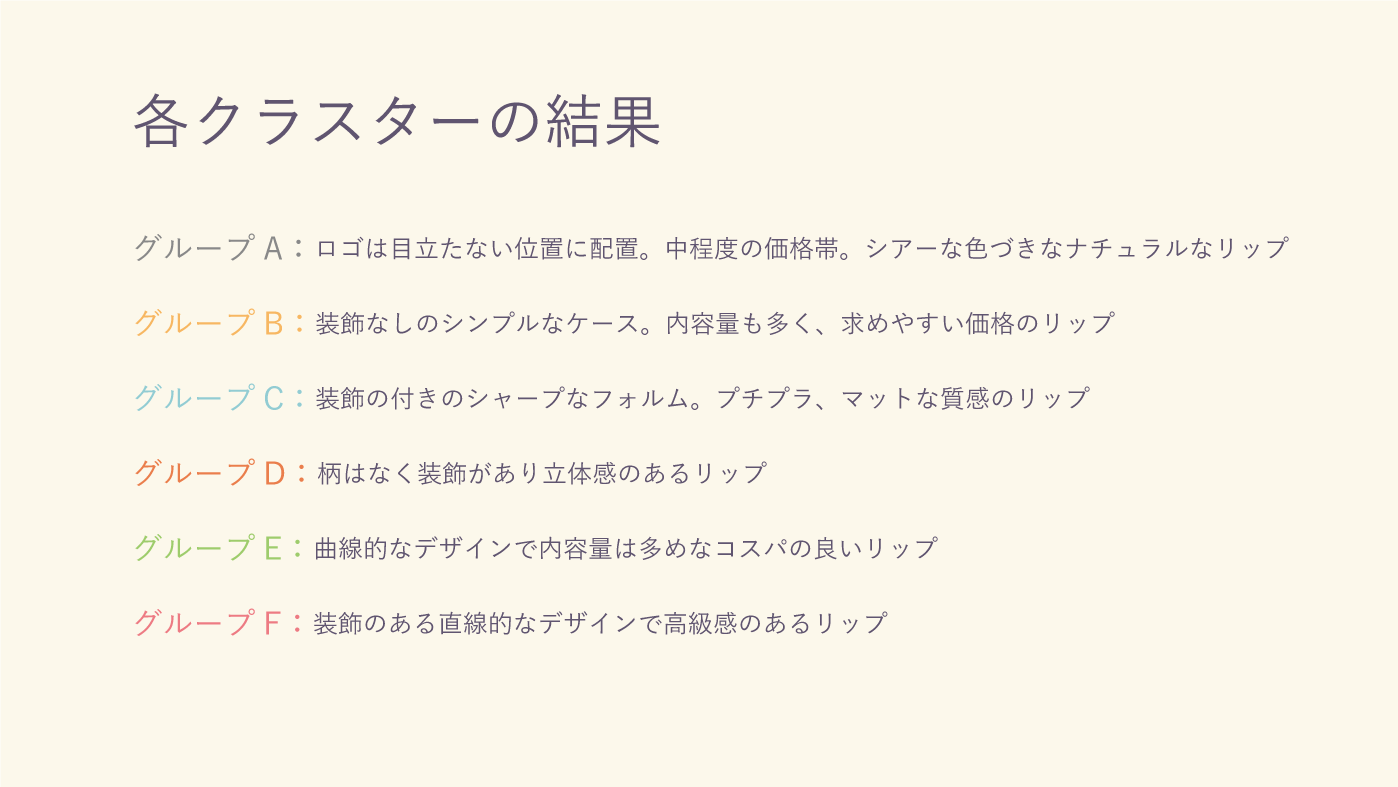 各クラスターの結果
グループ A：ロゴは目立たない位置に配置。中程度の価格帯。シアーな色づきなナチュラルなリップ
グループ B：装飾なしのシンプルなケース。内容量も多く、求めやすい価格のリップ
グループ C：装飾の付きのシャープなフォルム。プチプラ、マットな質感のリップ
グループ D：柄はなく装飾があり立体感のあるリップ
グループ E：曲線的なデザインで内容量は多めなコスパの良いリップ
グループ F：装飾のある直線的なデザインで高級感のあるリップ